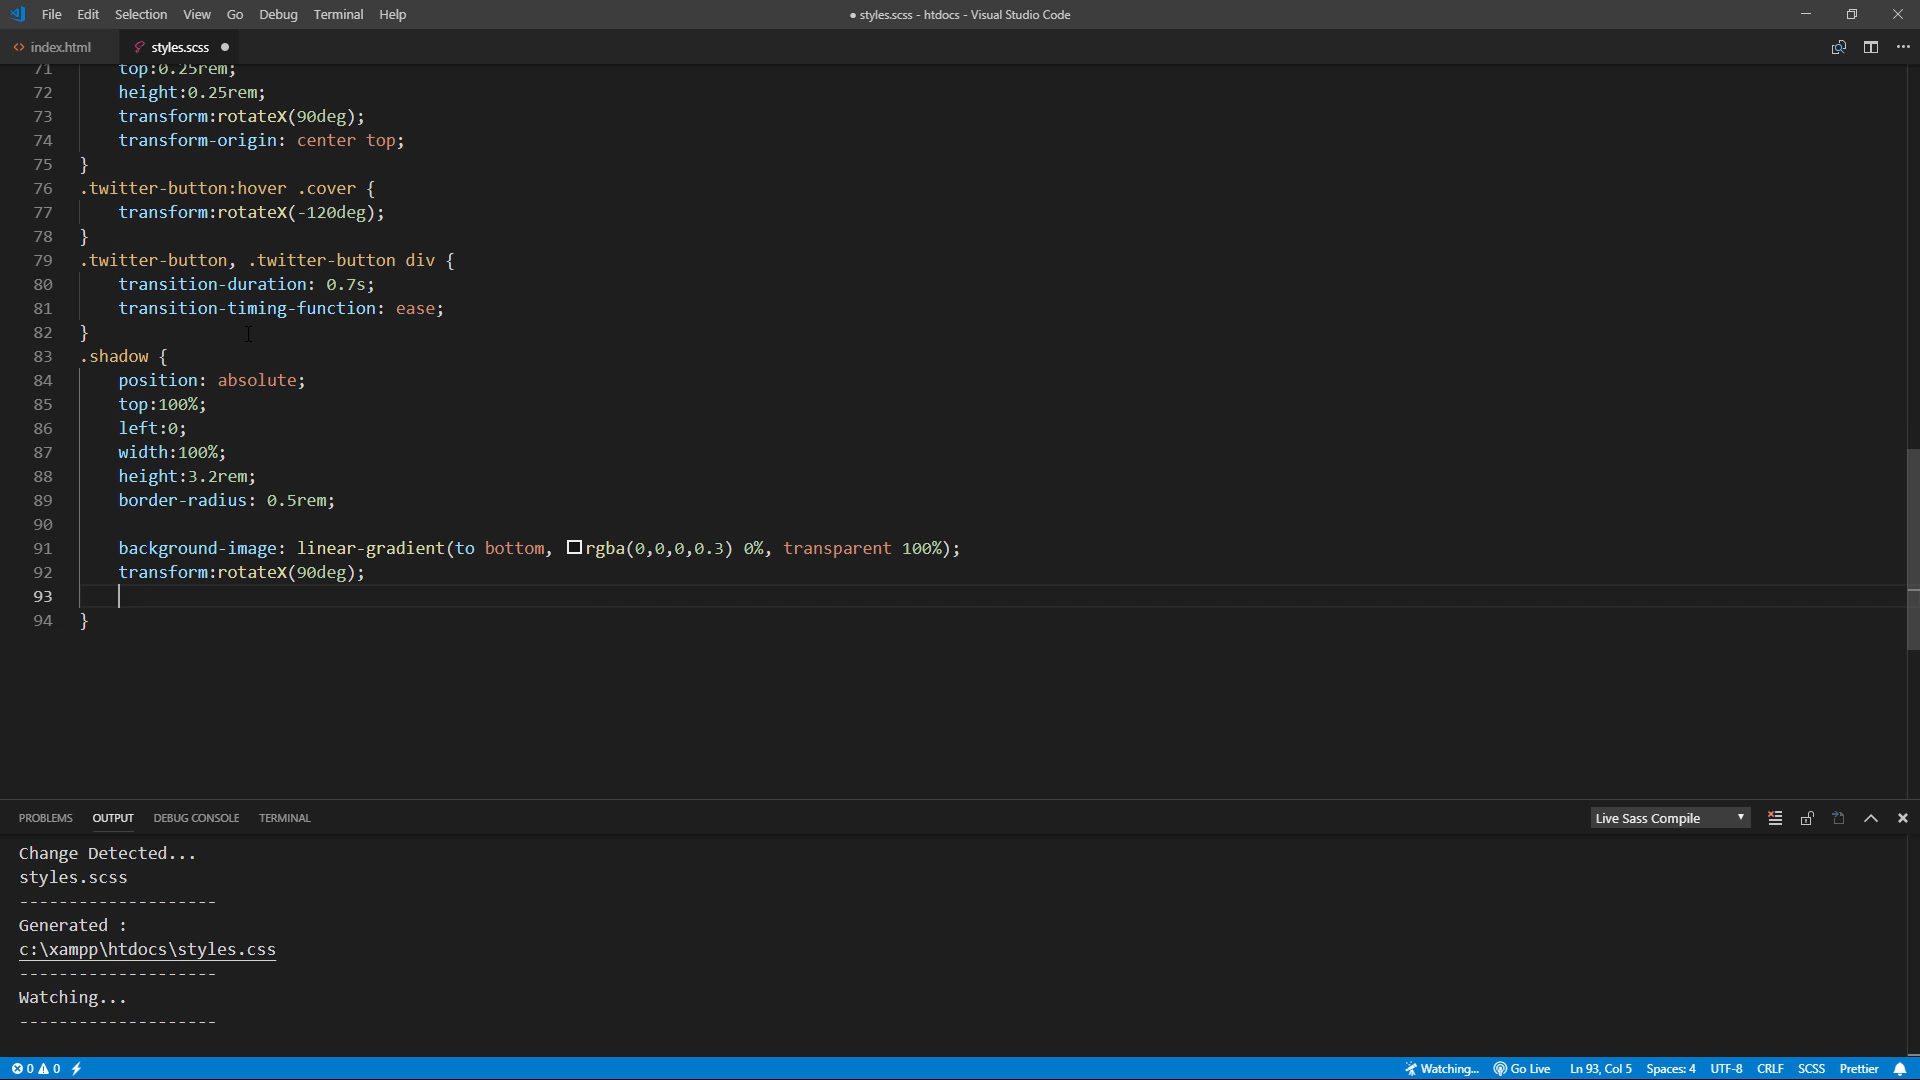 File Edit Selection View Go Debug Terminal Help
● styles.scss - htdocs - Visual Studio Code
index.html
styles.scss
71 top:0.25rem;
72 height:0.25rem;
73 transform:rotateX(90deg);
74 transform-origin: center top;
75 }
76 .twitter-button:hover .cover {
77 transform:rotateX(-120deg);
78 }
79 .twitter-button, .twitter-button div {
80 transition-duration: 0.7s;
81 transition-timing-function: ease;
82 }
83 .shadow {
84 position: absolute;
85 top:100%;
86 left:0;
87 width:100%;
88 height:3.2rem;
89 border-radius: 0.5rem;
90
91 background-image: linear-gradient(to bottom, rgba(0,0,0,0.3) 0%, transparent 100%);
92 transform:rotateX(90deg);
93
94 }
PROBLEMS OUTPUT DEBUG CONSOLE TERMINAL
Live Sass Compile
Change Detected...
styles.scss
--------------------
Generated :
c:\xampp\htdocs\styles.css
--------------------
Watching...
--------------------
0 0
Watching... Go Live Ln 93, Col 5 Spaces: 4 UTF-8 CRLF SCSS Prettier